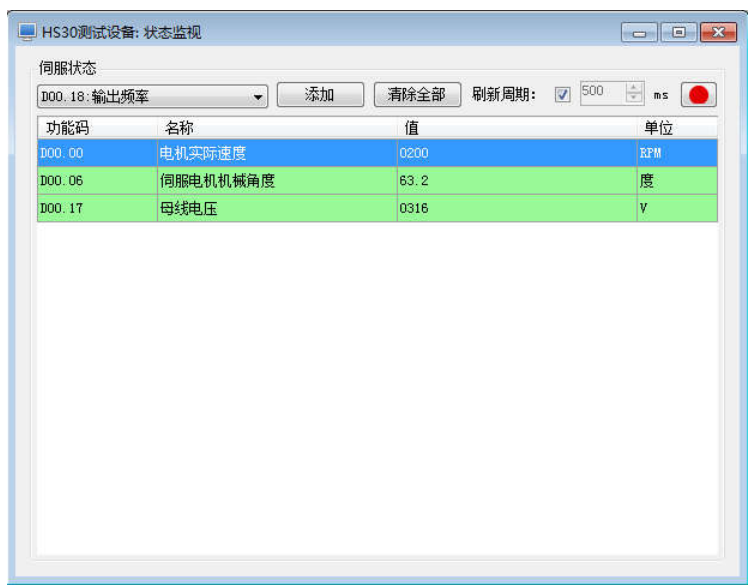 HS30测试设备: 状态监视
伺服状态
D00.18:输出频率 添加 清除全部 刷新周期: 500 ms
功能码 名称 值 单位
D00.00 电机实际速度 0200 RPM
D00.06 伺服电机机械角度 63.2 度
D00.17 母线电压 0316 V